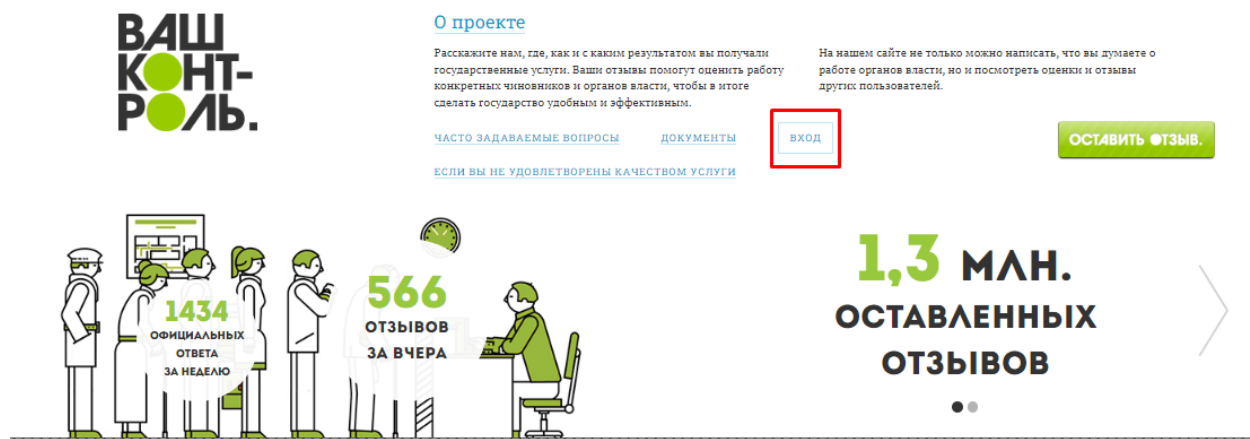 ВАШ
КОНТ-
РОЛЬ.
О проекте
Расскажите нам, где, как и с каким результатом вы получали
государственные услуги. Ваши отзывы помогут оценить работу
конкретных чиновников и органов власти, чтобы в итоге
сделать государство удобным и эффективным.
На нашем сайте не только можно написать, что вы думаете о
работе органов власти, но и посмотреть оценки и отзывы
других пользователей.
ЧАСТО ЗАДАВАЕМЫЕ ВОПРОСЫ
ДОКУМЕНТЫ
ВХОД
ОСТАВИТЬ ОТЗЫВ.
ЕСЛИ ВЫ НЕ УДОВЛЕТВОРЕНЫ КАЧЕСТВОМ УСЛУГИ
1434
ОФИЦИАЛЬНЫХ
ОТВЕТА
ЗА НЕДЕЛЮ
566
ОТЗЫВОВ
ЗА ВЧЕРА
1,3 МЛН.
ОСТАВЛЕННЫХ
ОТЗЫВОВ